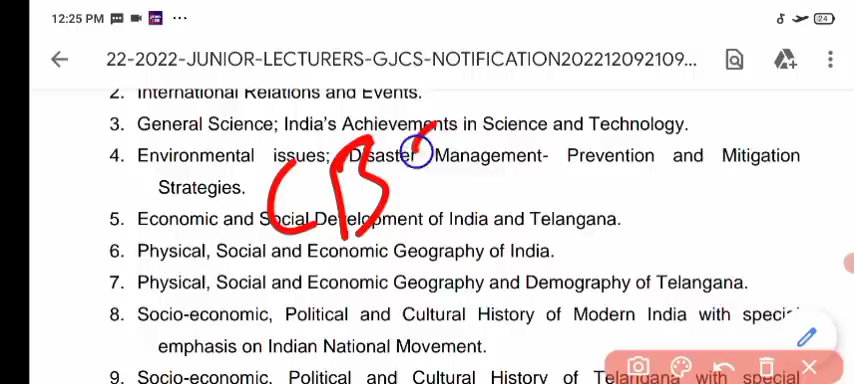 12:25 PM ... 24
22-2022-JUNIOR-LECTURERS-GJCS-NOTIFICATION202212092109...
2. International Relations and Events.
3. General Science; India's Achievements in Science and Technology.
4. Environmental issues; Disaster Management- Prevention and Mitigation
Strategies.
CB
5. Economic and Social Development of India and Telangana.
6. Physical, Social and Economic Geography of India.
7. Physical, Social and Economic Geography and Demography of Telangana.
8. Socio-economic, Political and Cultural History of Modern India with special
emphasis on Indian National Movement.
9. Socio-economic, Political and Cultural History of Telangana with special